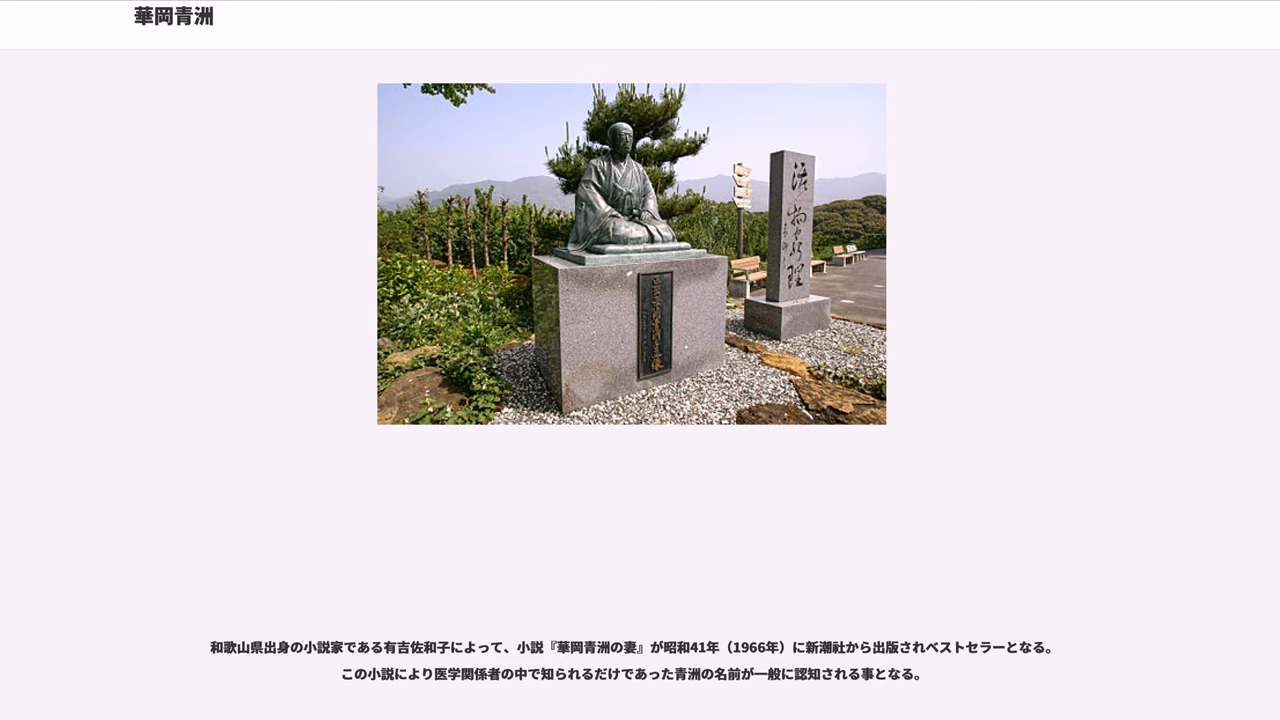 華岡青洲
和歌山県出身の小説家である有吉佐和子によって、小説『華岡青洲の妻』が昭和41年（1966年）に新潮社から出版されベストセラーとなる。
この小説により医学関係者の中で知られるだけであった青洲の名前が一般に認知される事となる。